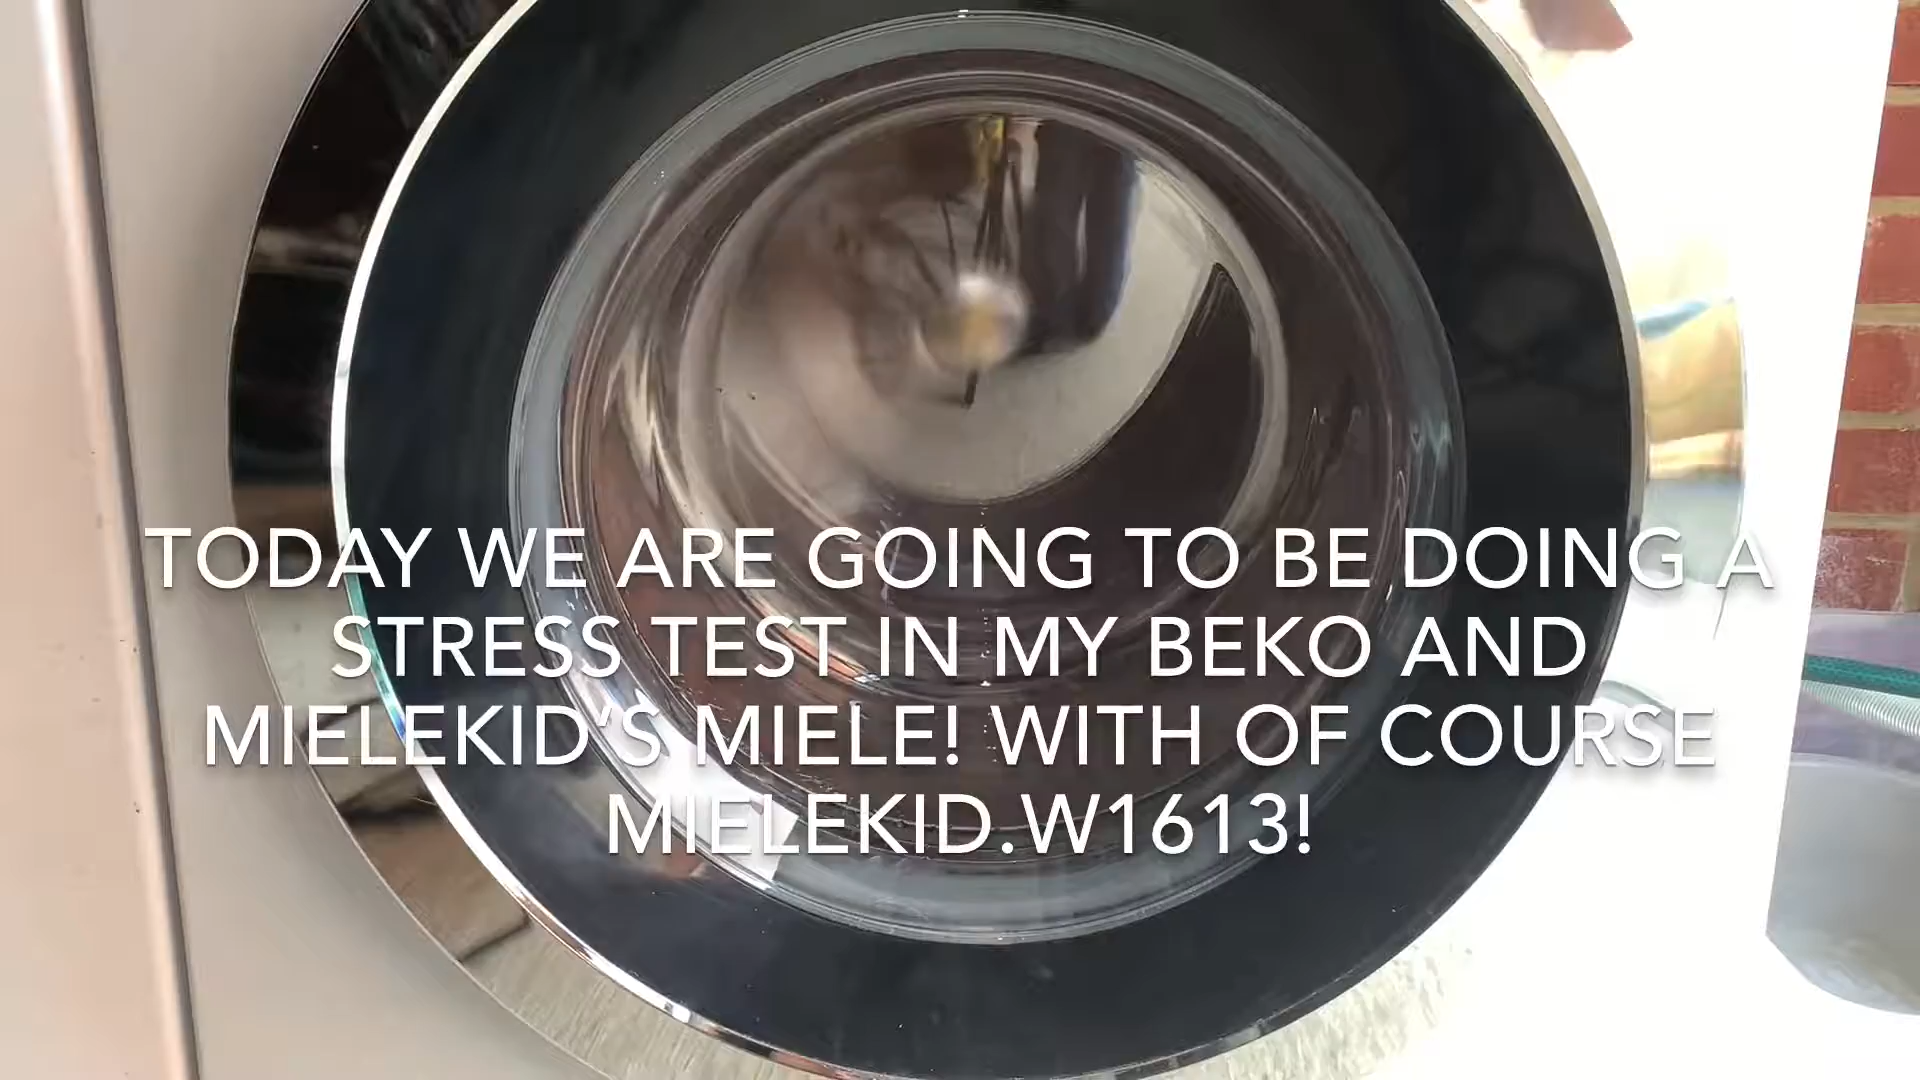 TODAY WE ARE GOING TO BE DOING A
STRESS TEST IN MY BEKO AND
MIELEKID'S MIELE! WITH OF COURSE
MIELEKID.W1613!